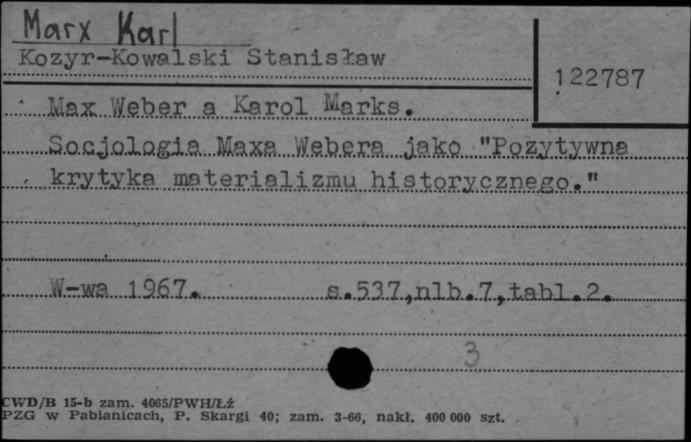 Marx Karl
Kozyr-Kowalski Stanisław
122787
Max Weber a Karol Marks.
Socjologia Maxa Webera jako "Pozytywna
krytyka materializmu historycznego."
W-wa 1967. s.537,nlb.7,tabl.2.
3
CWD/B 15-b zam. 4065/PWH/Łź
PZG w Pabianicach, P. Skargi 40; zam. 3-66, nakł. 400 000 szt.